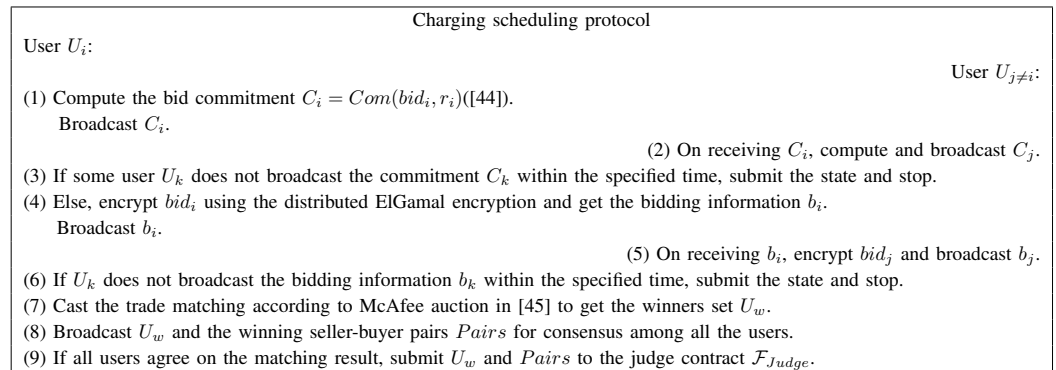 Charging scheduling protocol
User U_i:
User U_{j≠i}:
(1) Compute the bid commitment C_i = Com(bid_i, r_i)([44]).
Broadcast C_i.
(2) On receiving C_i, compute and broadcast C_j.
(3) If some user U_k does not broadcast the commitment C_k within the specified time, submit the state and stop.
(4) Else, encrypt bid_i using the distributed ElGamal encryption and get the bidding information b_i.
Broadcast b_i.
(5) On receiving b_i, encrypt bid_j and broadcast b_j.
(6) If U_k does not broadcast the bidding information b_k within the specified time, submit the state and stop.
(7) Cast the trade matching according to McAfee auction in [45] to get the winners set U_w.
(8) Broadcast U_w and the winning seller-buyer pairs Pairs for consensus among all the users.
(9) If all users agree on the matching result, submit U_w and Pairs to the judge contract F_{Judge}.